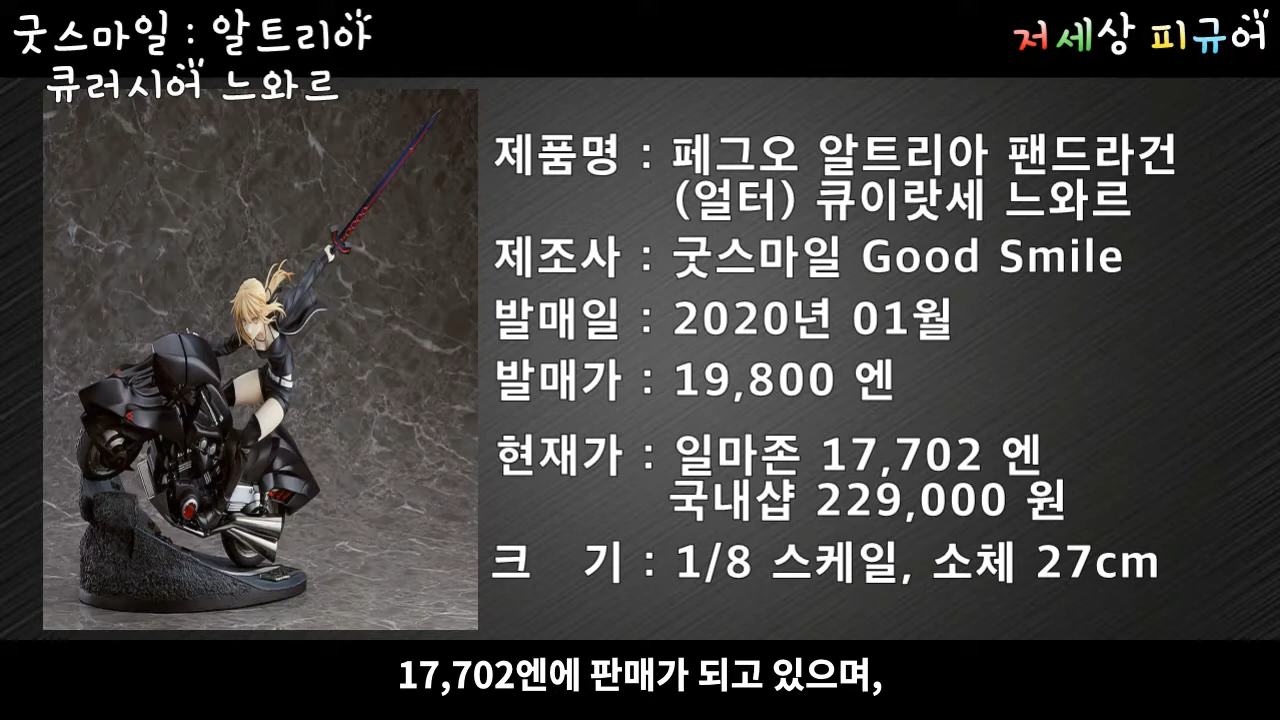 굿스마일 : 알트리아
큐러시어 느와르
저세상 피규어
제품명 : 페그오 알트리아 팬드라건
(얼터) 큐이랏세 느와르
제조사 : 굿스마일 Good Smile
발매일 : 2020년 01월
발매가 : 19,800 엔
현재가 : 일마존 17,702 엔
국내샵 229,000 원
크 기 : 1/8 스케일, 소체 27cm
17,702엔에 판매가 되고 있으며,